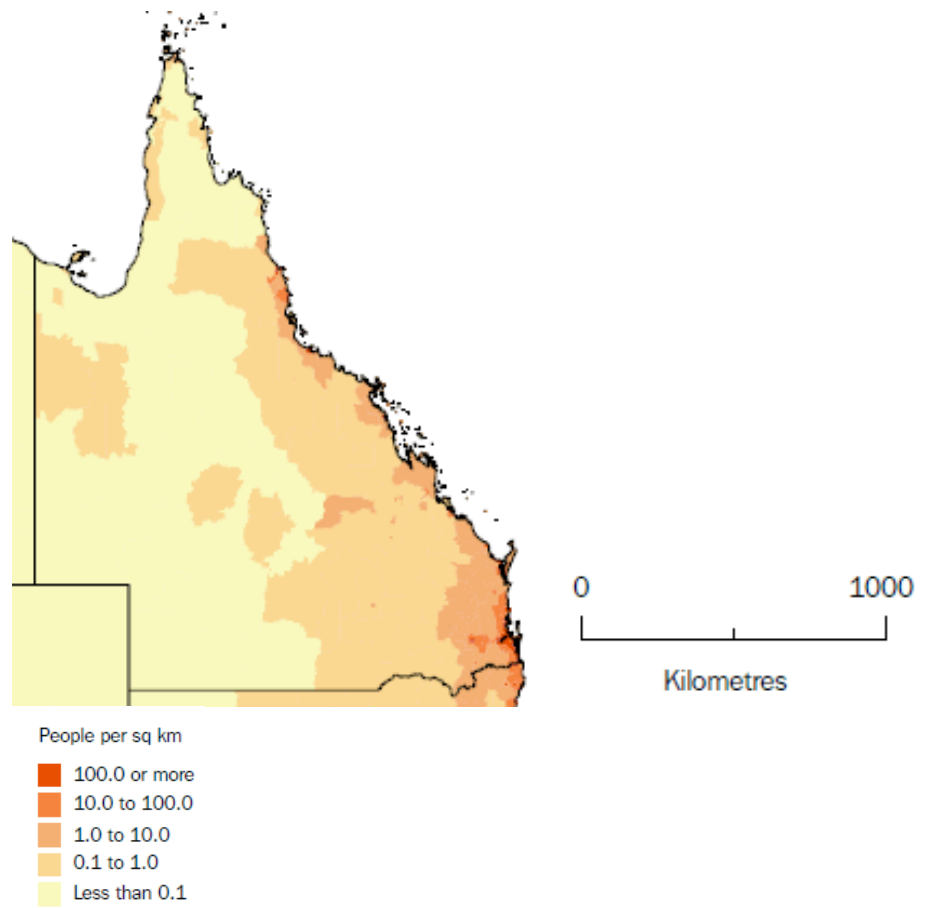 0 1000
Kilometres
People per sq km
100.0 or more
10.0 to 100.0
1.0 to 10.0
0.1 to 1.0
Less than 0.1